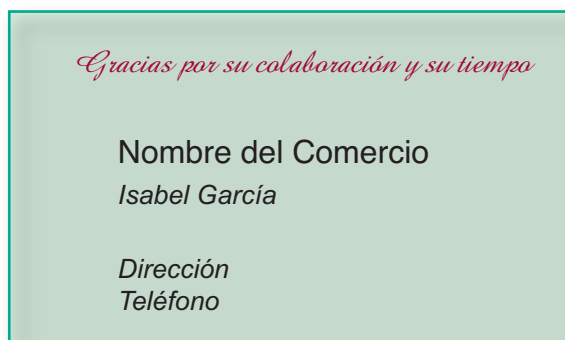 Gracias por su colaboración y su tiempo
Nombre del Comercio
Isabel García
Dirección
Teléfono